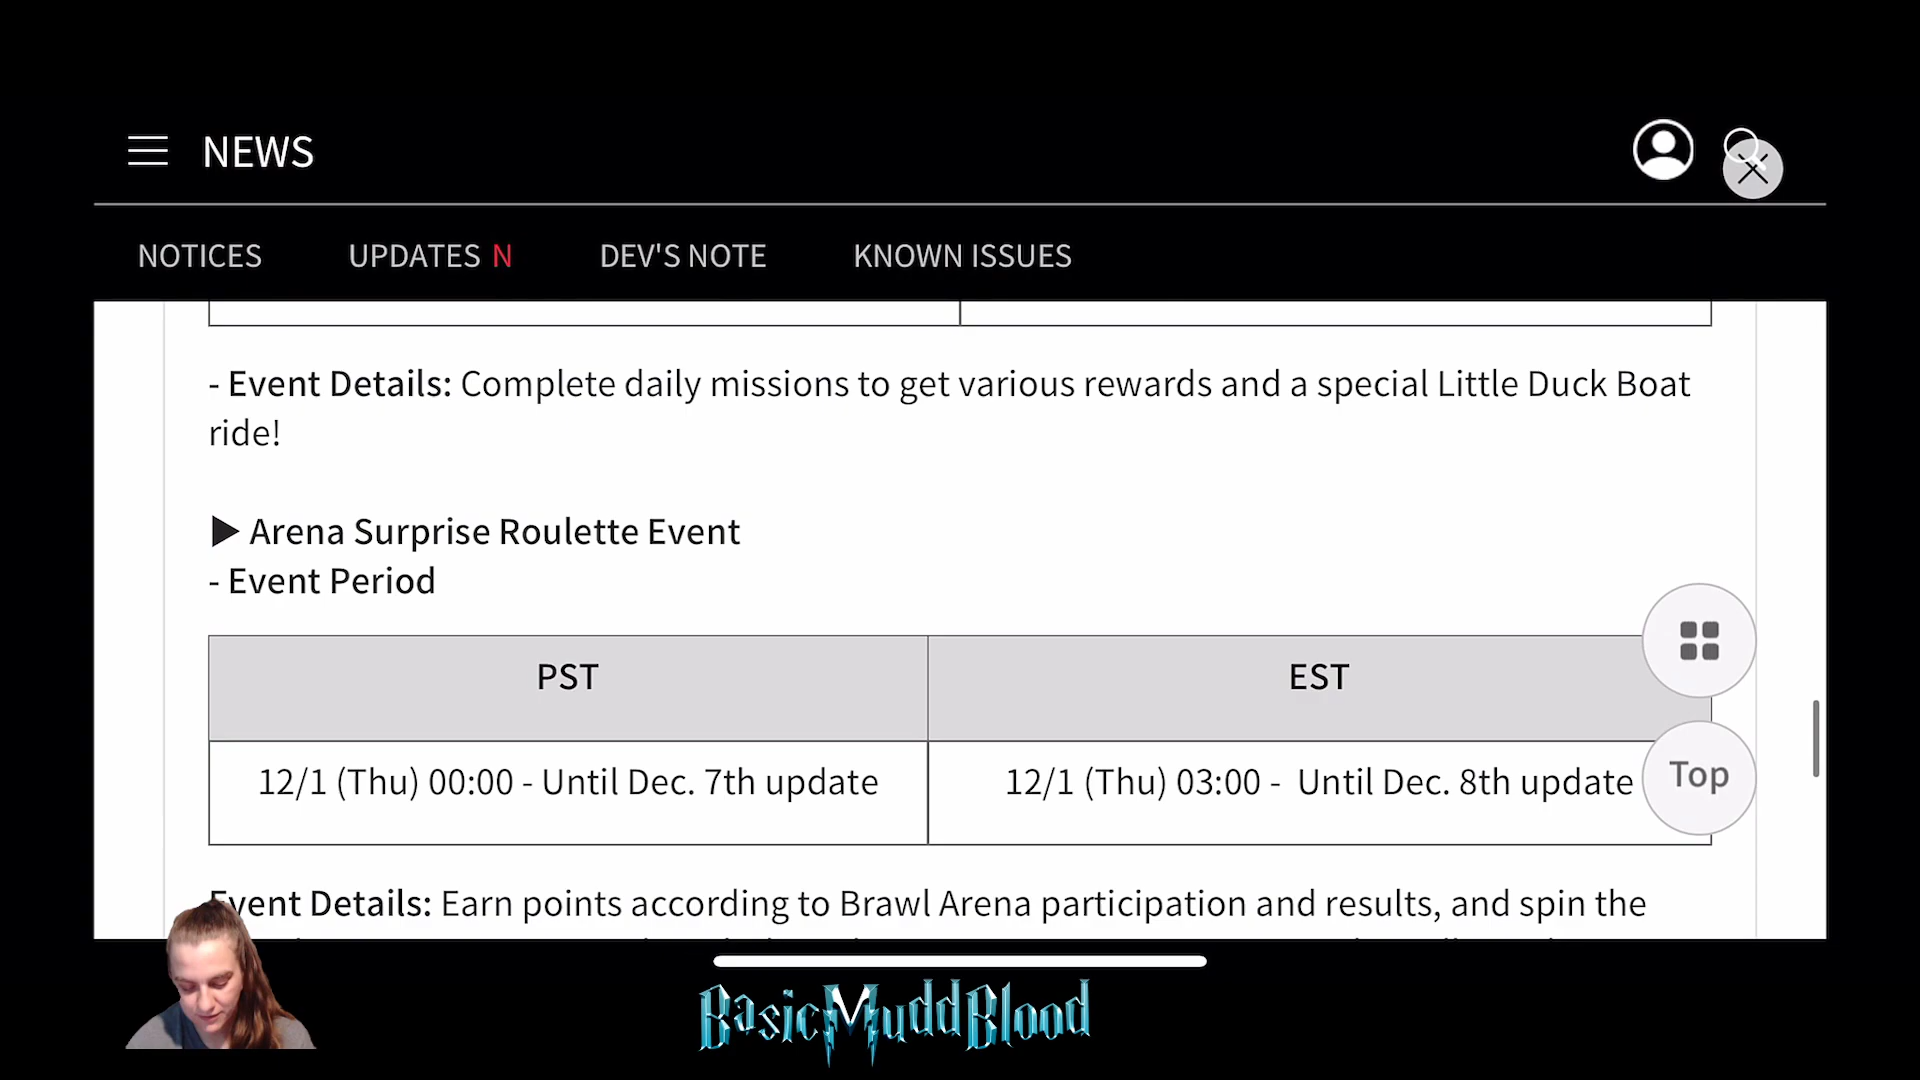 NEWS
NOTICES
UPDATES N
DEV'S NOTE
KNOWN ISSUES
- Event Details: Complete daily missions to get various rewards and a special Little Duck Boat
ride!
▶ Arena Surprise Roulette Event
- Event Period
PST
EST
12/1 (Thu) 00:00 - Until Dec. 7th update
12/1 (Thu) 03:00 - Until Dec. 8th update
Top
Event Details: Earn points according to Brawl Arena participation and results, and spin the
BasicMuddBlood